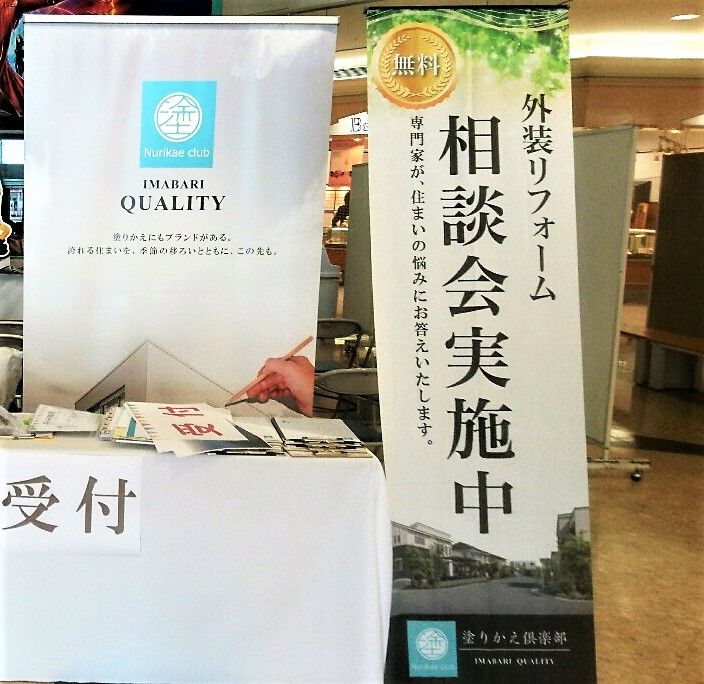 塗
Nurikae club
IMABARI
QUALITY
塗りかえにもブランドがある。
誇れる住まいを、季節の移ろいとともに、この先も。
受付
受付
無料
外装リフォーム
相談会実施中
専門家が、住まいの悩みにお答えいたします。
塗
Nurikae club
塗りかえ倶楽部
IMABARI QUALITY